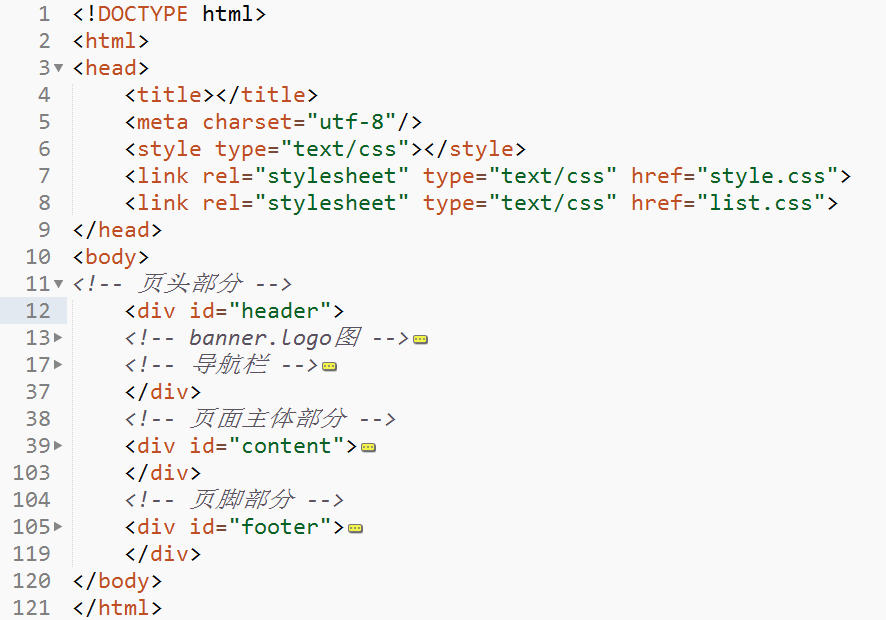 1 <!DOCTYPE html>
2 <html>
3 <head>
4 <title></title>
5 <meta charset="utf-8"/>
6 <style type="text/css"></style>
7 <link rel="stylesheet" type="text/css" href="style.css">
8 <link rel="stylesheet" type="text/css" href="list.css">
9 </head>
10 <body>
11 <!-- 页头部分 -->
12 <div id="header">
13 <!-- banner.logo图 -->
17 <!-- 导航栏 -->
37 </div>
38 <!-- 页面主体部分 -->
39 <div id="content">
103 </div>
104 <!-- 页脚部分 -->
105 <div id="footer">
119 </div>
120 </body>
121 </html>